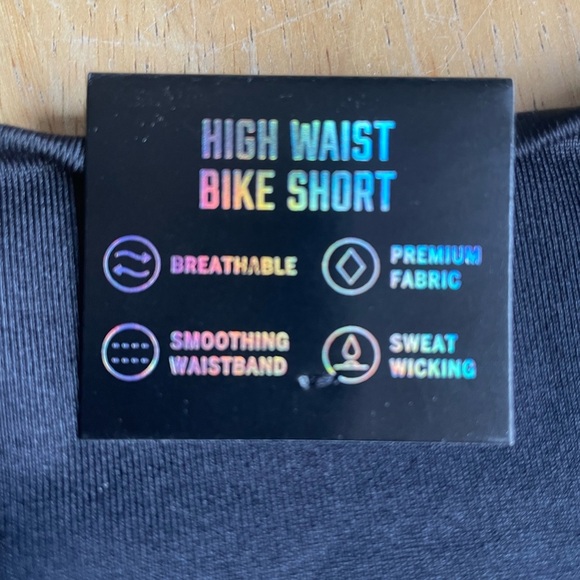 HIGH WAIST
BIKE SHORT
BREATHABLE
PREMIUM
FABRIC
SMOOTHING
WAISTBAND
SWEAT
WICKING